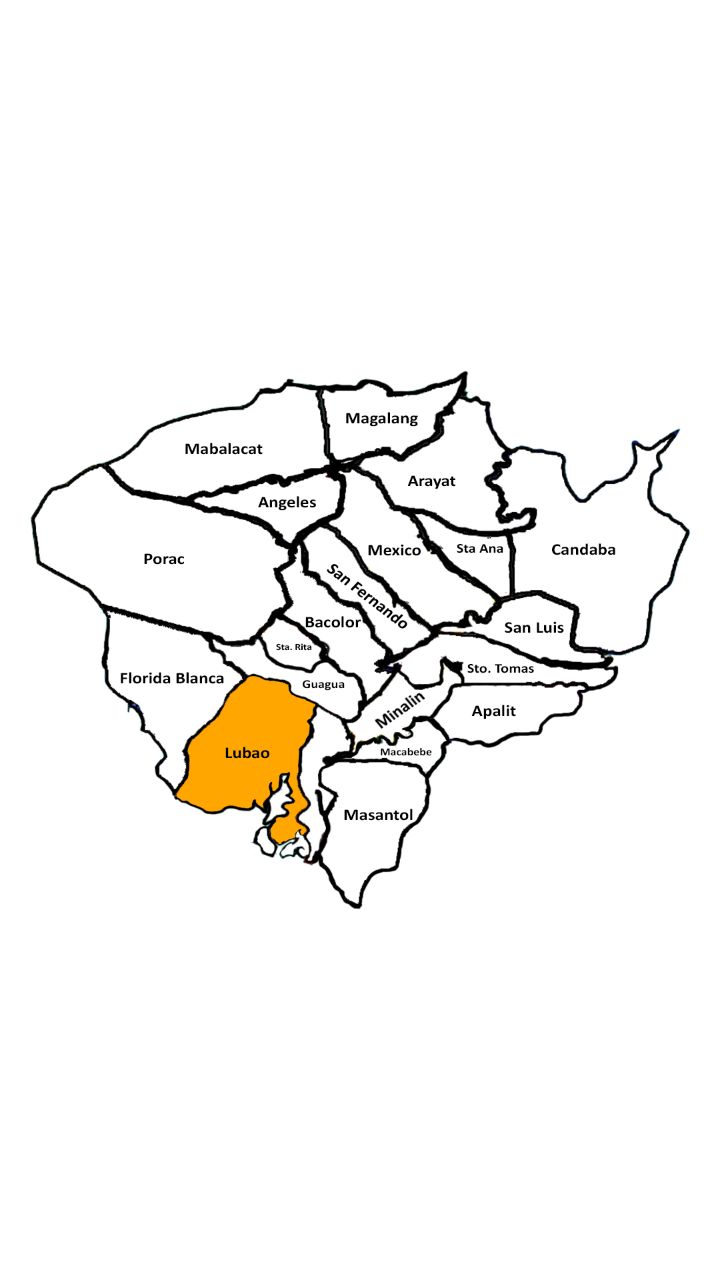 Magalang
Mabalacat
Arayat
Angeles
Mexico
Sta Ana
Candaba
Porac
San Fernando
Bacolor
San Luis
Sta. Rita
Sto. Tomas
Florida Blanca
Guagua
Minalin
Apalit
Lubao
Macabebe
Masantol